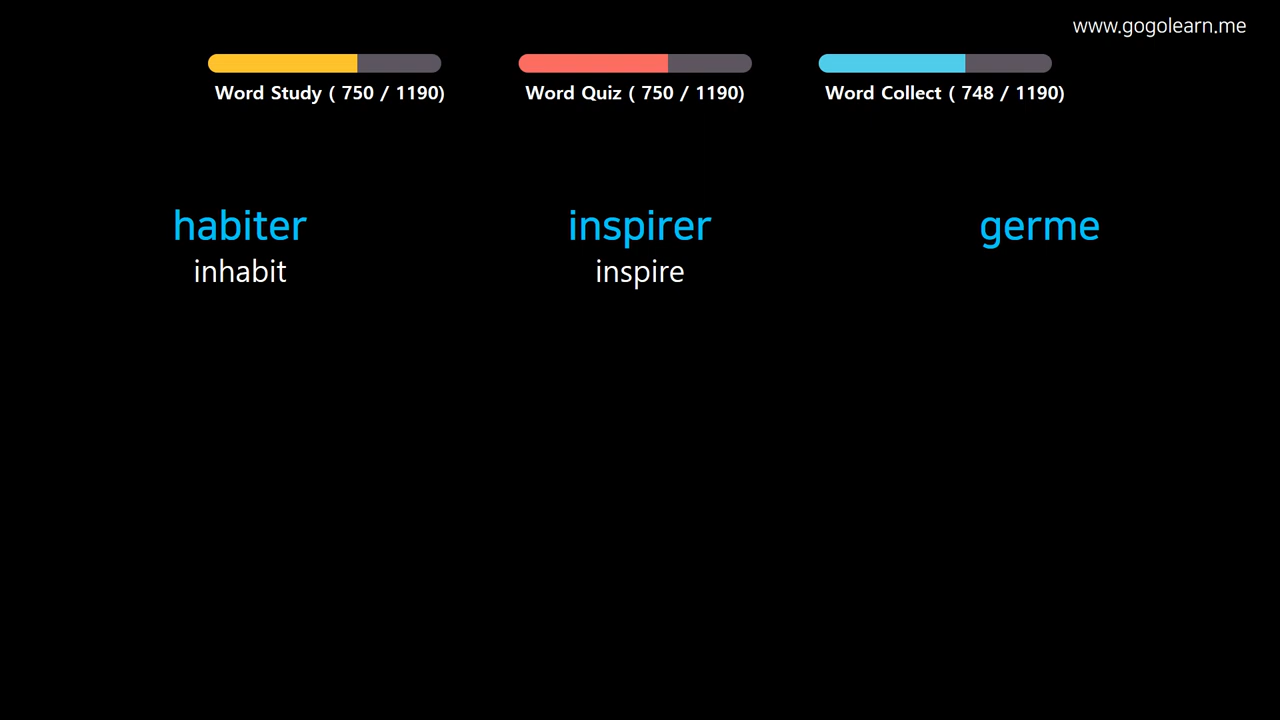 www.gogolearn.me
Word Study ( 750 / 1190)
Word Quiz ( 750 / 1190)
Word Collect ( 748 / 1190)
habiter
inspirer
germe
inhabit
inspire